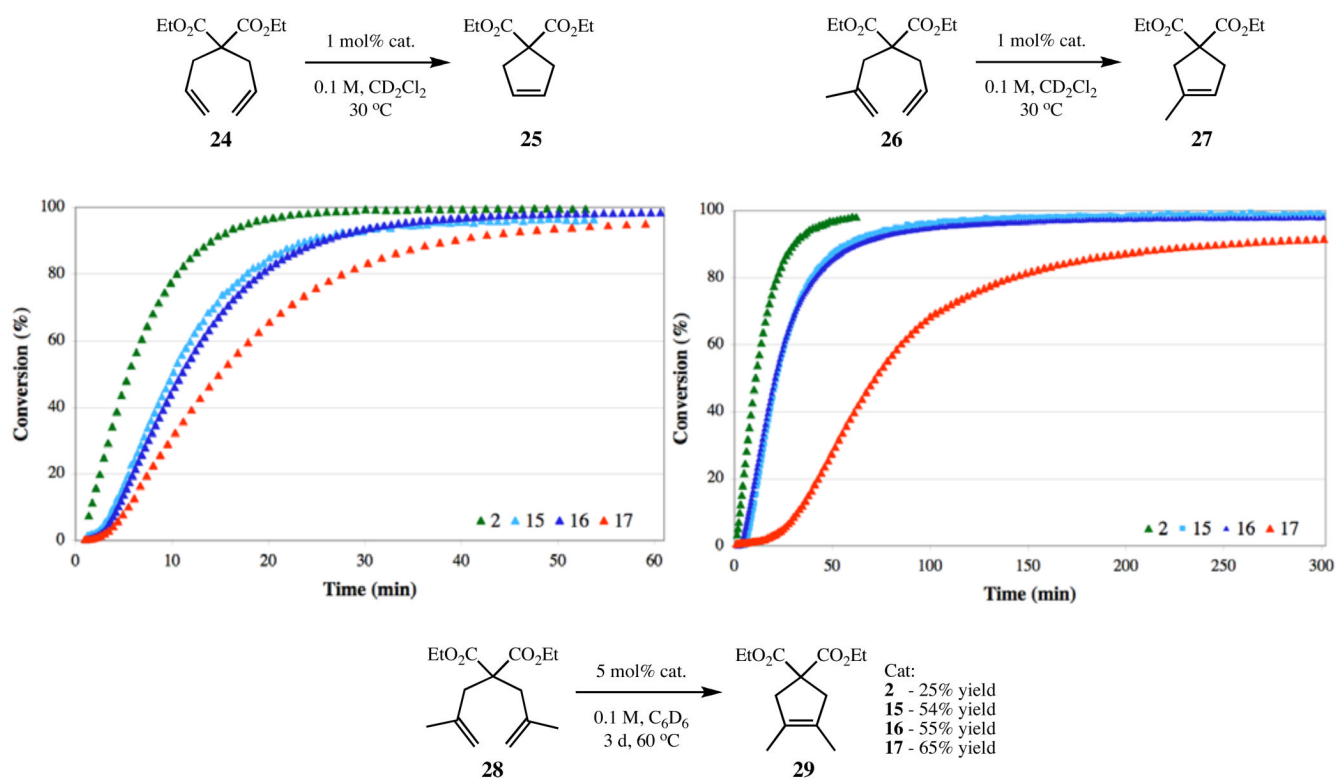 EtO₂C CO₂Et
24
1 mol% cat.
0.1 M, CD₂Cl₂
30 °C
EtO₂C CO₂Et
25
EtO₂C CO₂Et
26
1 mol% cat.
0.1 M, CD₂Cl₂
30 °C
EtO₂C CO₂Et
27
Conversion (%)
100
80
60
40
20
0
0 10 20 30 40 50 60
Time (min)
2 15 16 17
Conversion (%)
100
80
60
40
20
0
0 50 100 150 200 250 300
Time (min)
2 15 16 17
EtO₂C CO₂Et
28
5 mol% cat.
0.1 M, C₆D₆
3 d, 60 °C
EtO₂C CO₂Et
29
Cat:
2 - 25% yield
15 - 54% yield
16 - 55% yield
17 - 65% yield